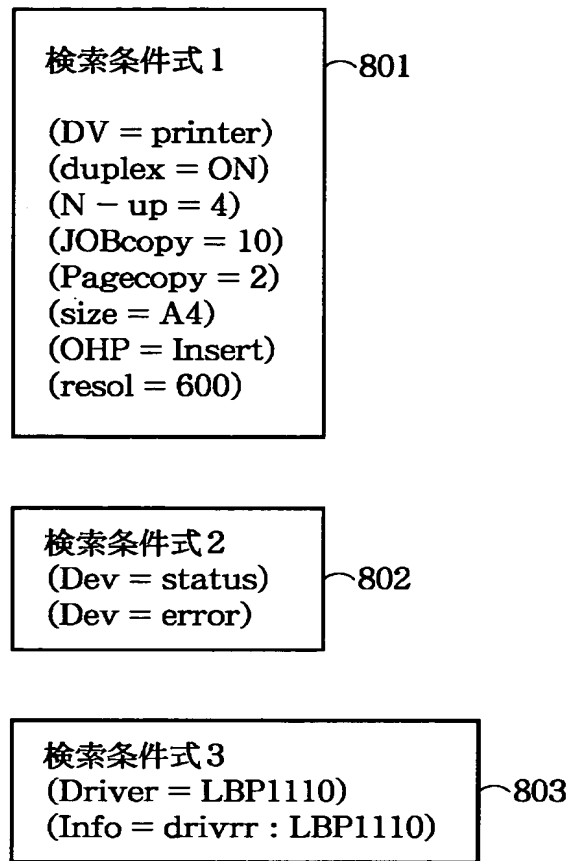 検索条件式1
801
(DV = printer)
(duplex = ON)
(N - up = 4)
(JOBcopy = 10)
(Pagecopy = 2)
(size = A4)
(OHP = Insert)
(resol = 600)
検索条件式2
(Dev = status)
802
(Dev = error)
検索条件式3
(Driver = LBP1110)
803
(Info = drivrr : LBP1110)